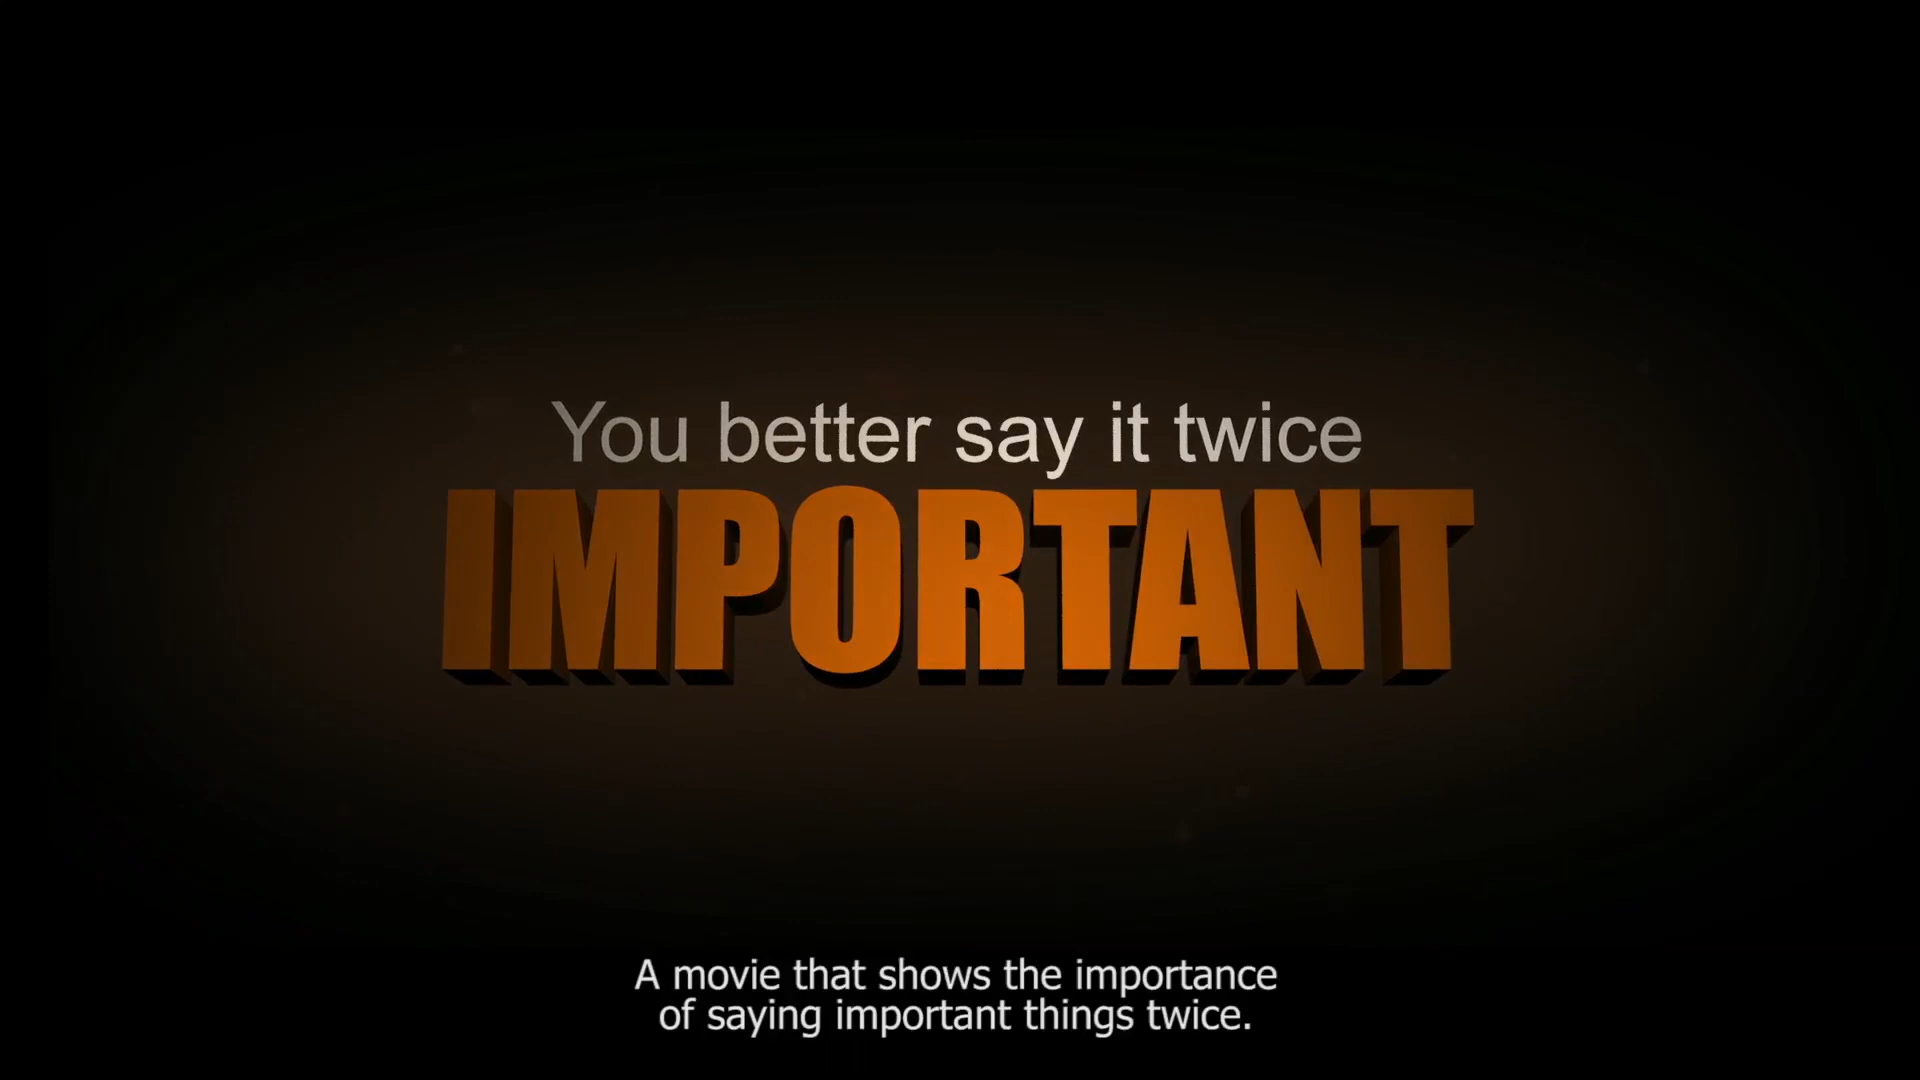 You better say it twice
IMPORTANT
A movie that shows the importance
of saying important things twice.